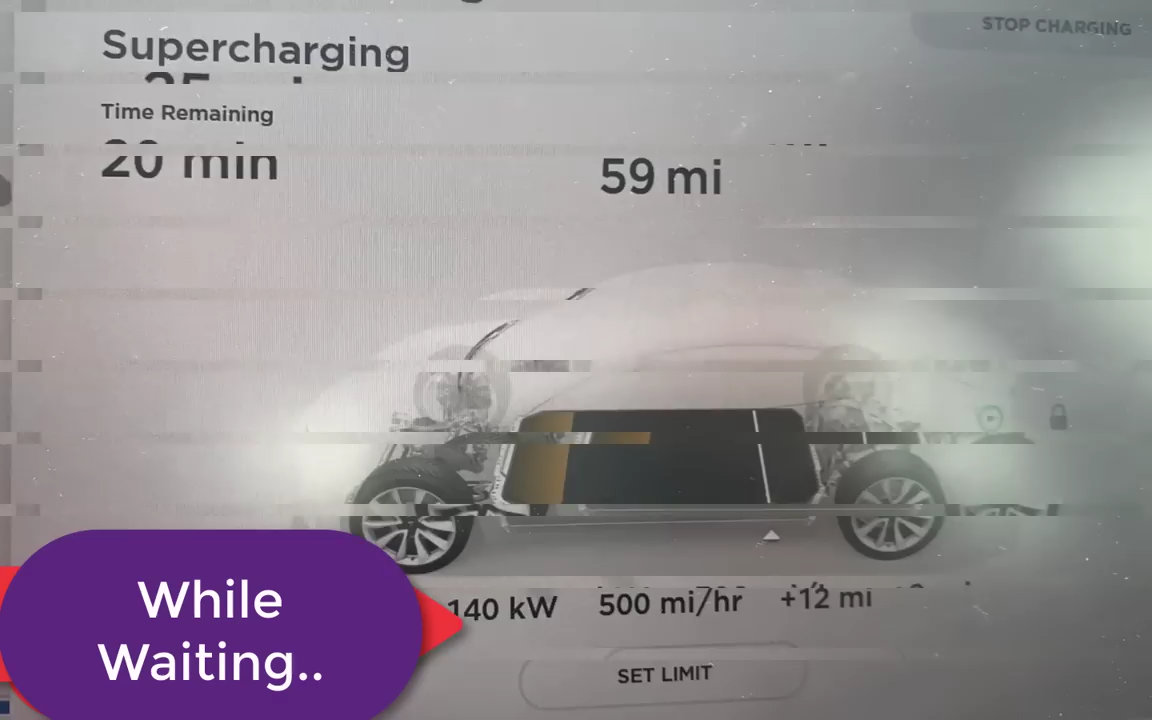 STOP CHARGING
Supercharging
Time Remaining
20 min
59 mi
140 kW 500 mi/hr +12 mi
SET LIMIT
While
Waiting..